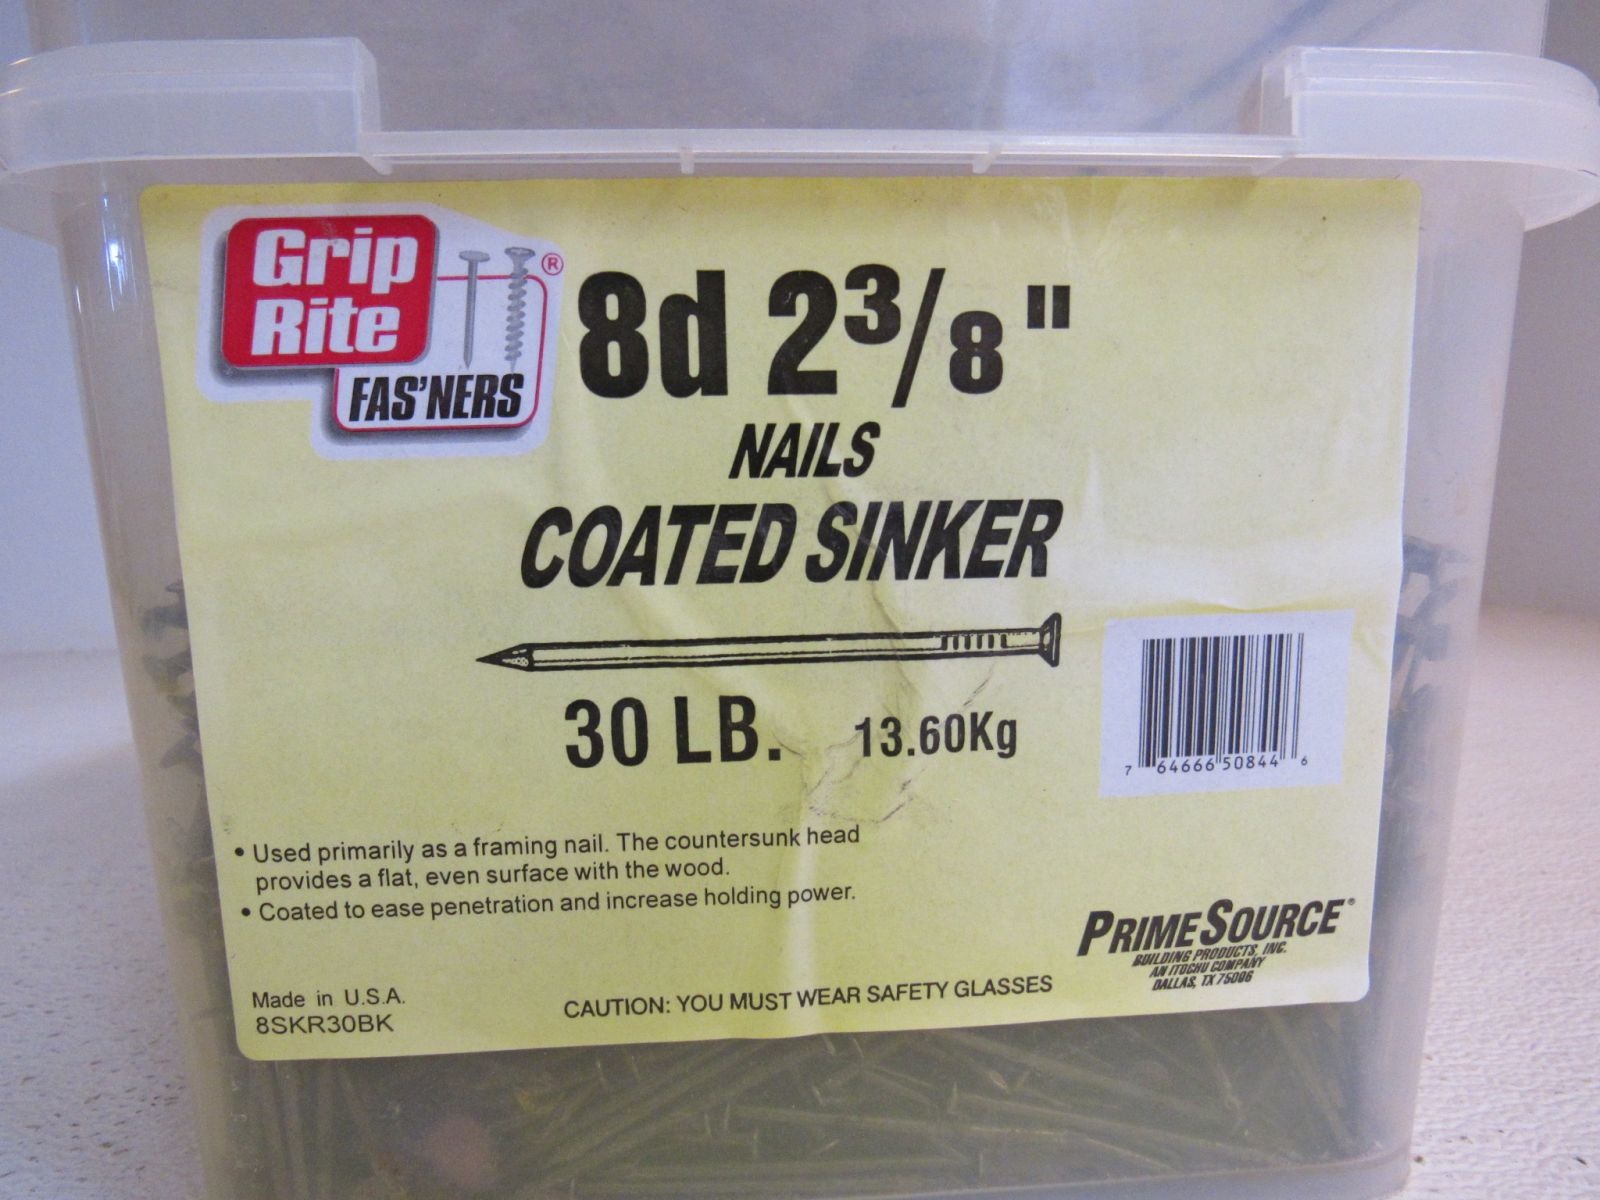 Grip
Rite
FAS'NERS
®
8d 2 3/8"
NAILS
COATED SINKER
30 LB. 13.60Kg
7 64666 50844 6
• Used primarily as a framing nail. The countersunk head
provides a flat, even surface with the wood.
• Coated to ease penetration and increase holding power.
PRIMESOURCE®
BUILDING PRODUCTS, INC.
AN ITOCHU COMPANY
DALLAS, TX 75006
Made in U.S.A.
8SKR30BK
CAUTION: YOU MUST WEAR SAFETY GLASSES